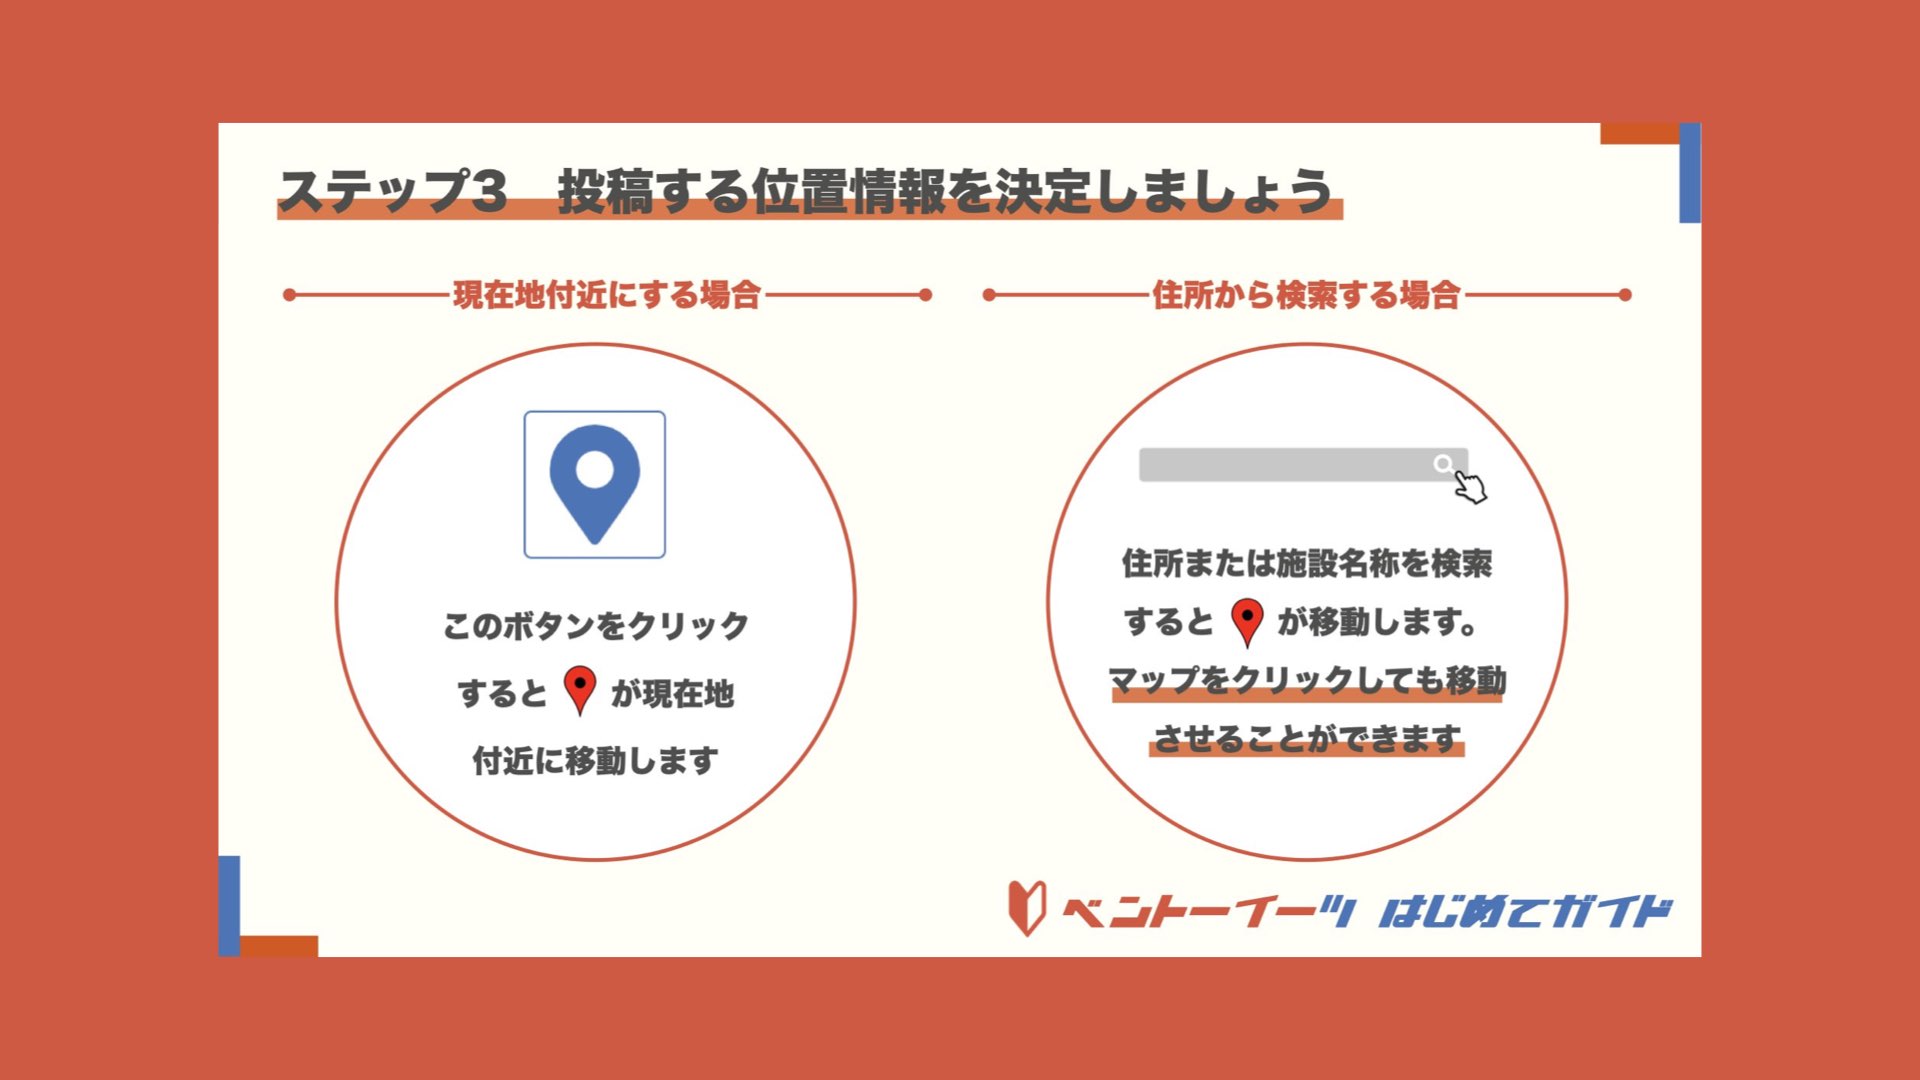 ステップ3　投稿する位置情報を決定しましょう
現在地付近にする場合
このボタンをクリック
すると が現在地
付近に移動します
住所から検索する場合
住所または施設名称を検索
すると が移動します。
マップをクリックしても移動
させることができます
ベントーイーツ はじめてガイド